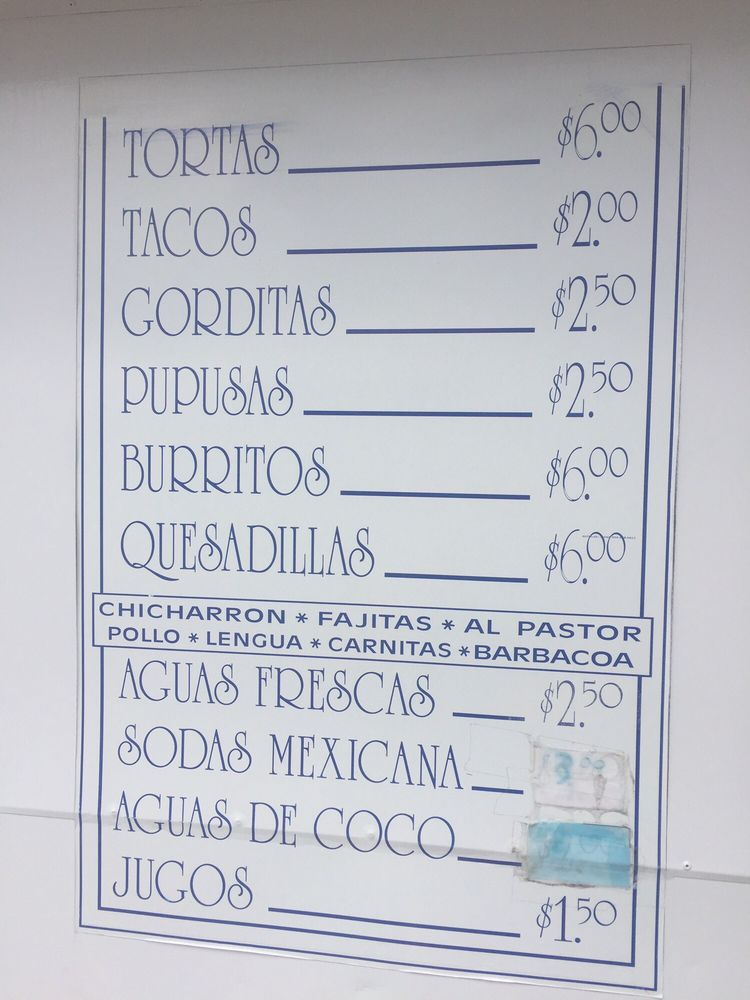 TORTAS $6.00
TACOS $2.00
GORDITAS $2.50
PUPUSAS $2.50
BURRITOS $6.00
QUESADILLAS $6.00
CHICHARRON * FAJITAS * AL PASTOR
POLLO * LENGUA * CARNITAS * BARBACOA
AGUAS FRESCAS $2.50
SODAS MEXICANA
AGUAS DE COCO
JUGOS $1.50